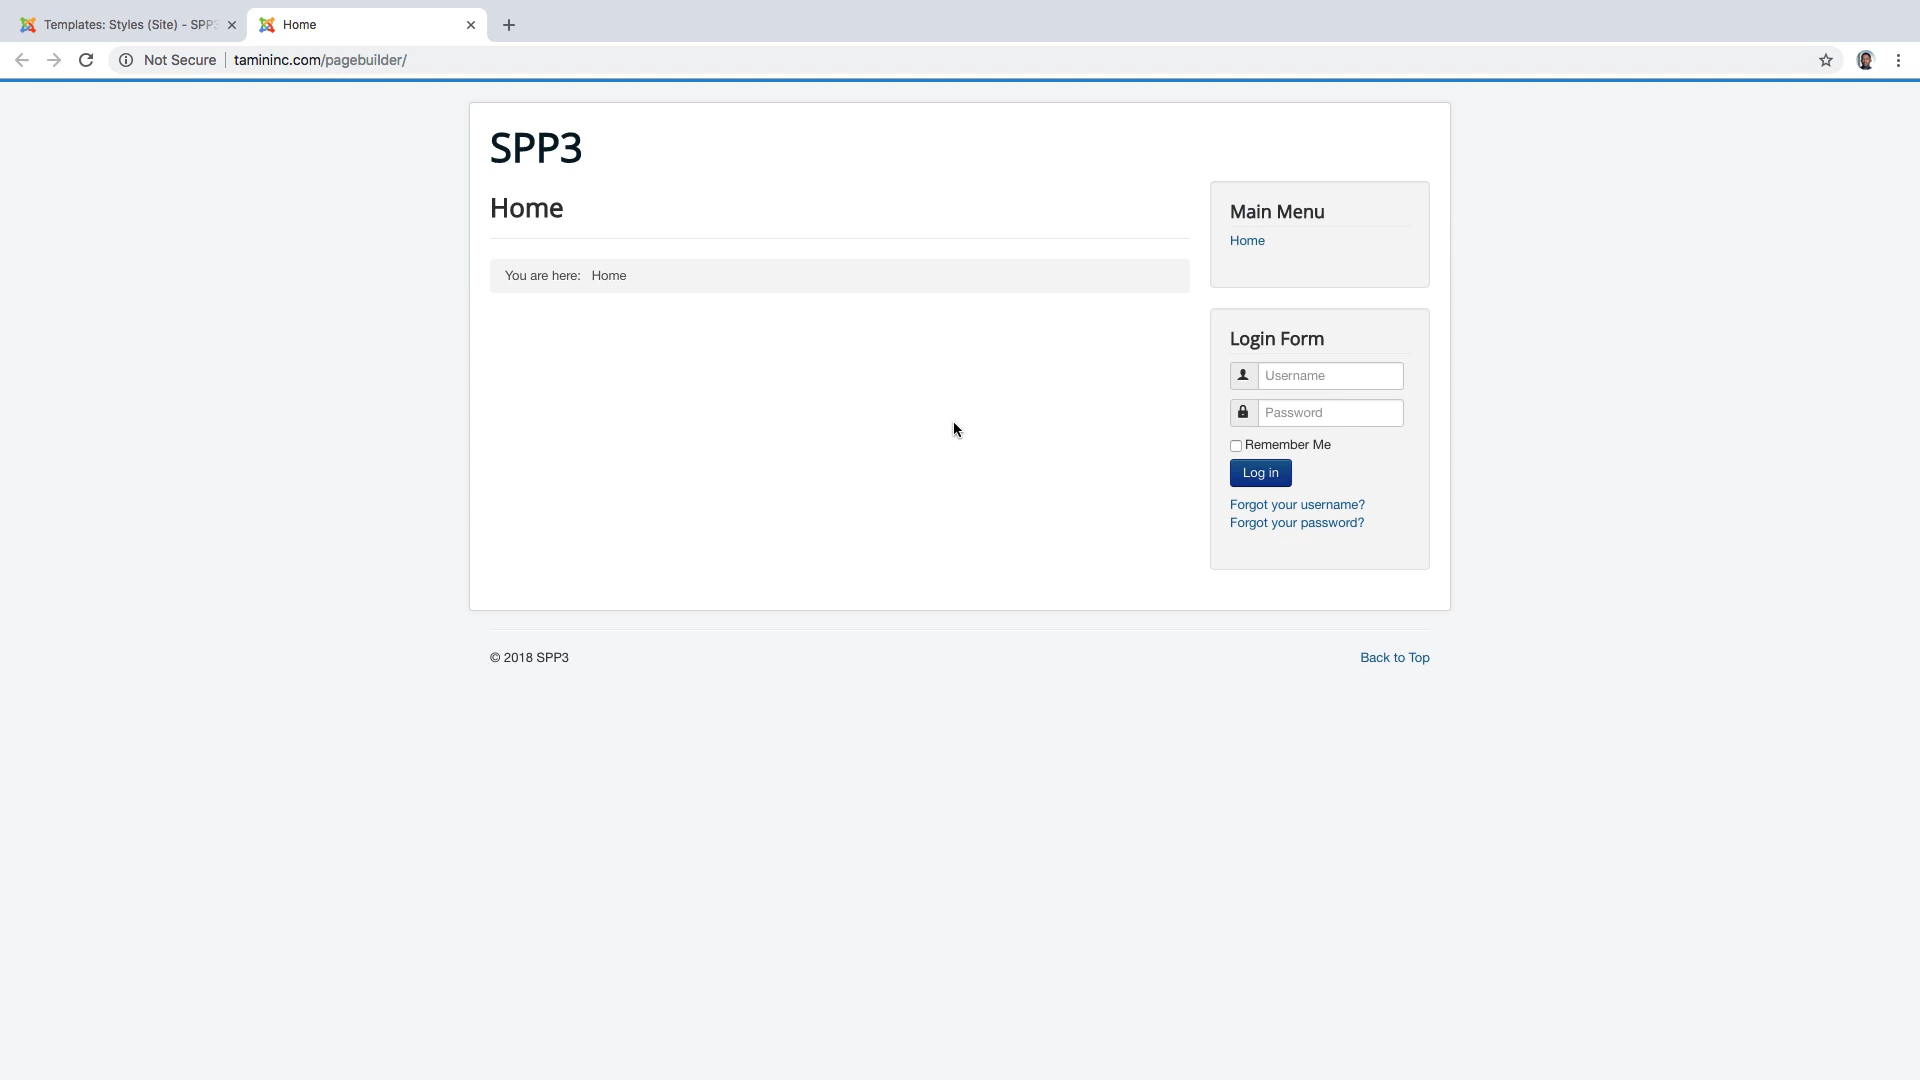 Templates: Styles (Site) - SPP3
Home
Not Secure
tamininc.com/pagebuilder/
SPP3
Home
You are here: Home
Main Menu
Home
Login Form
Username
Password
Remember Me
Log in
Forgot your username?
Forgot your password?
© 2018 SPP3
Back to Top